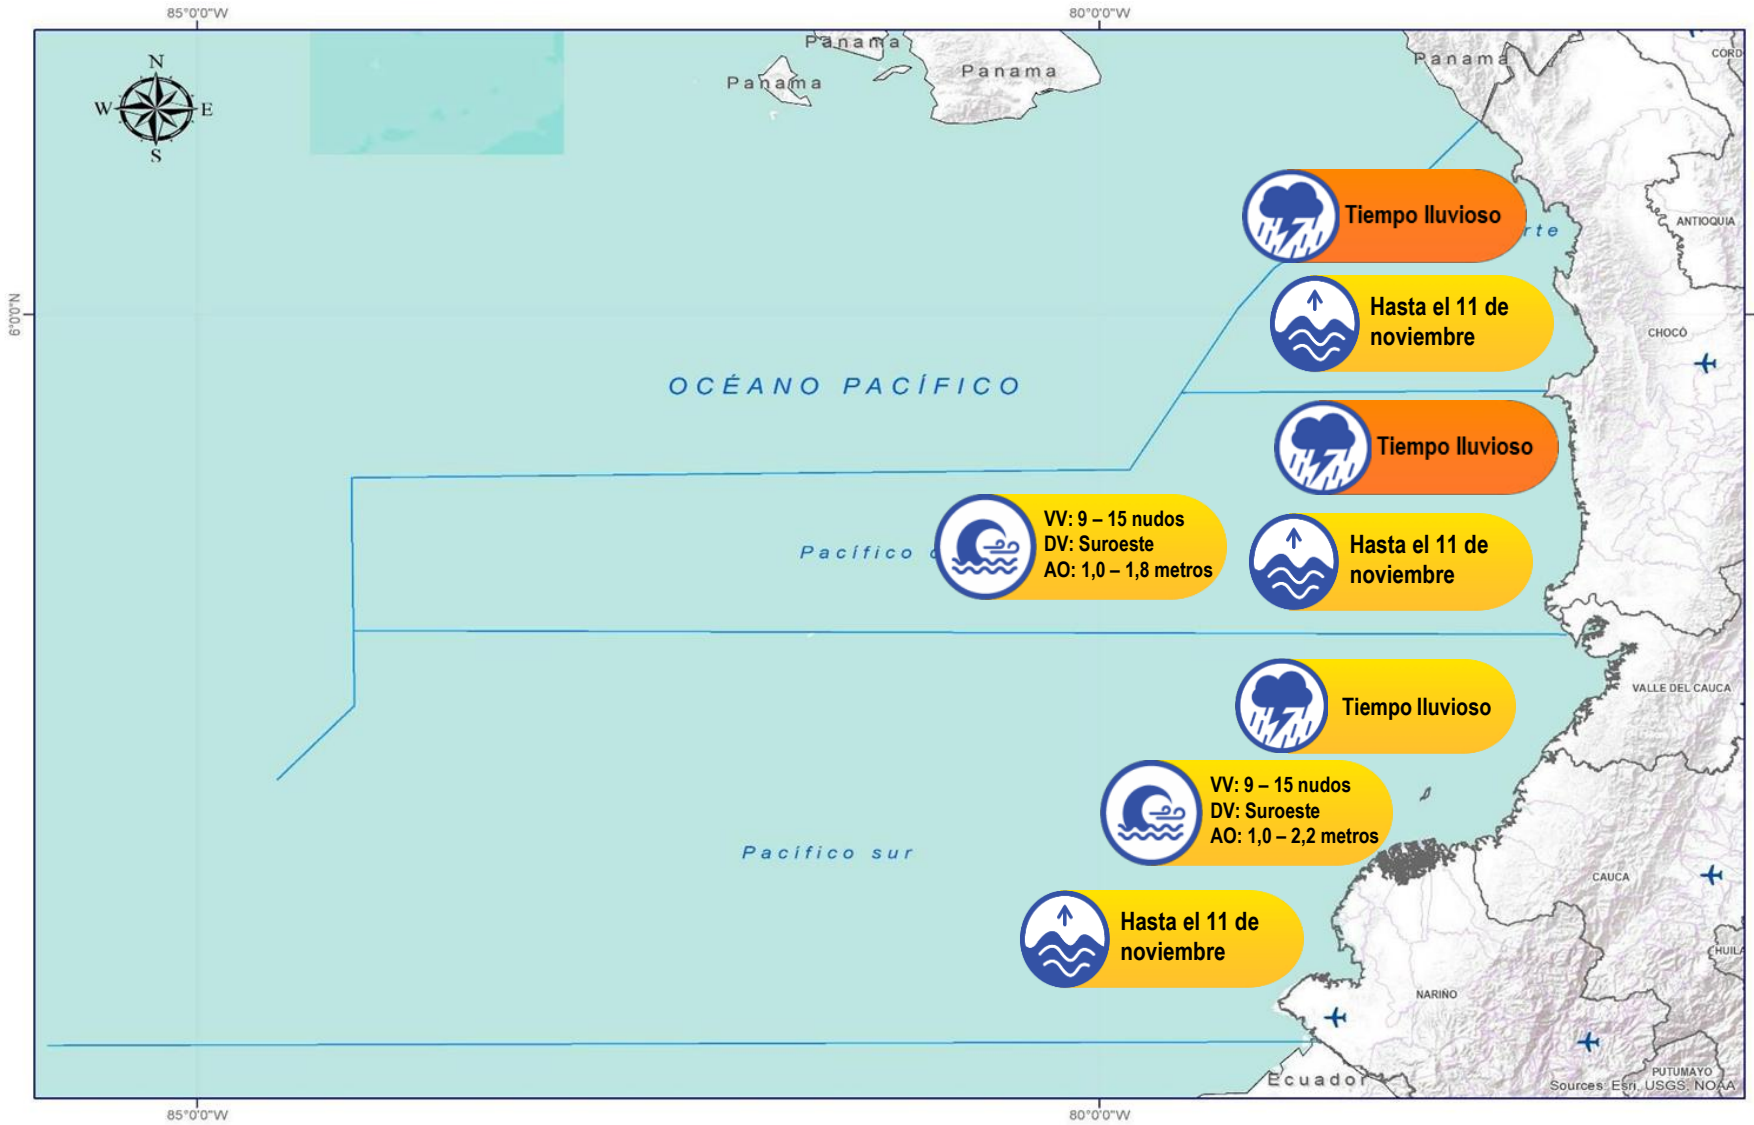 85°0'0"W
80°0'0"W
N
W
E
S
Panama
Panama
Panama
Panama
CÓRD
ANTIOQUIA
Tiempo lluvioso
rte
6°0'0"N
Hasta el 11 de
noviembre
CHOCÓ
OCÉANO PACÍFICO
Tiempo lluvioso
Pacífico
VV: 9 – 15 nudos
DV: Suroeste
AO: 1,0 – 1,8 metros
Hasta el 11 de
noviembre
VALLE DEL CAUCA
Tiempo lluvioso
VV: 9 – 15 nudos
DV: Suroeste
AO: 1,0 – 2,2 metros
Pacífico sur
CAUCA
Hasta el 11 de
noviembre
HUILA
NARIÑO
PUTUMAYO
Ecuador
Sources: Esri, USGS, NOAA
85°0'0"W
80°0'0"W